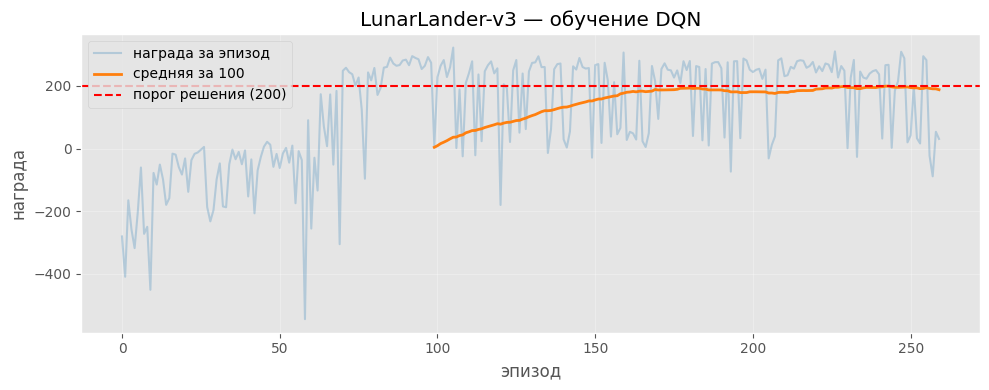 LunarLander-v3 — обучение DQN
награда за эпизод
средняя за 100
порог решения (200)
200
0
−200
−400
награда
0
50
100
150
200
250
эпизод